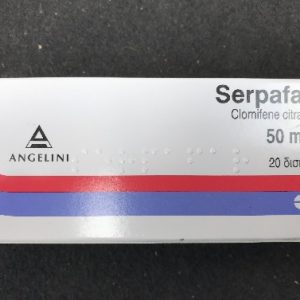 Serpafa
Clomifene citra
50 m
ANGELINI
20 δισ